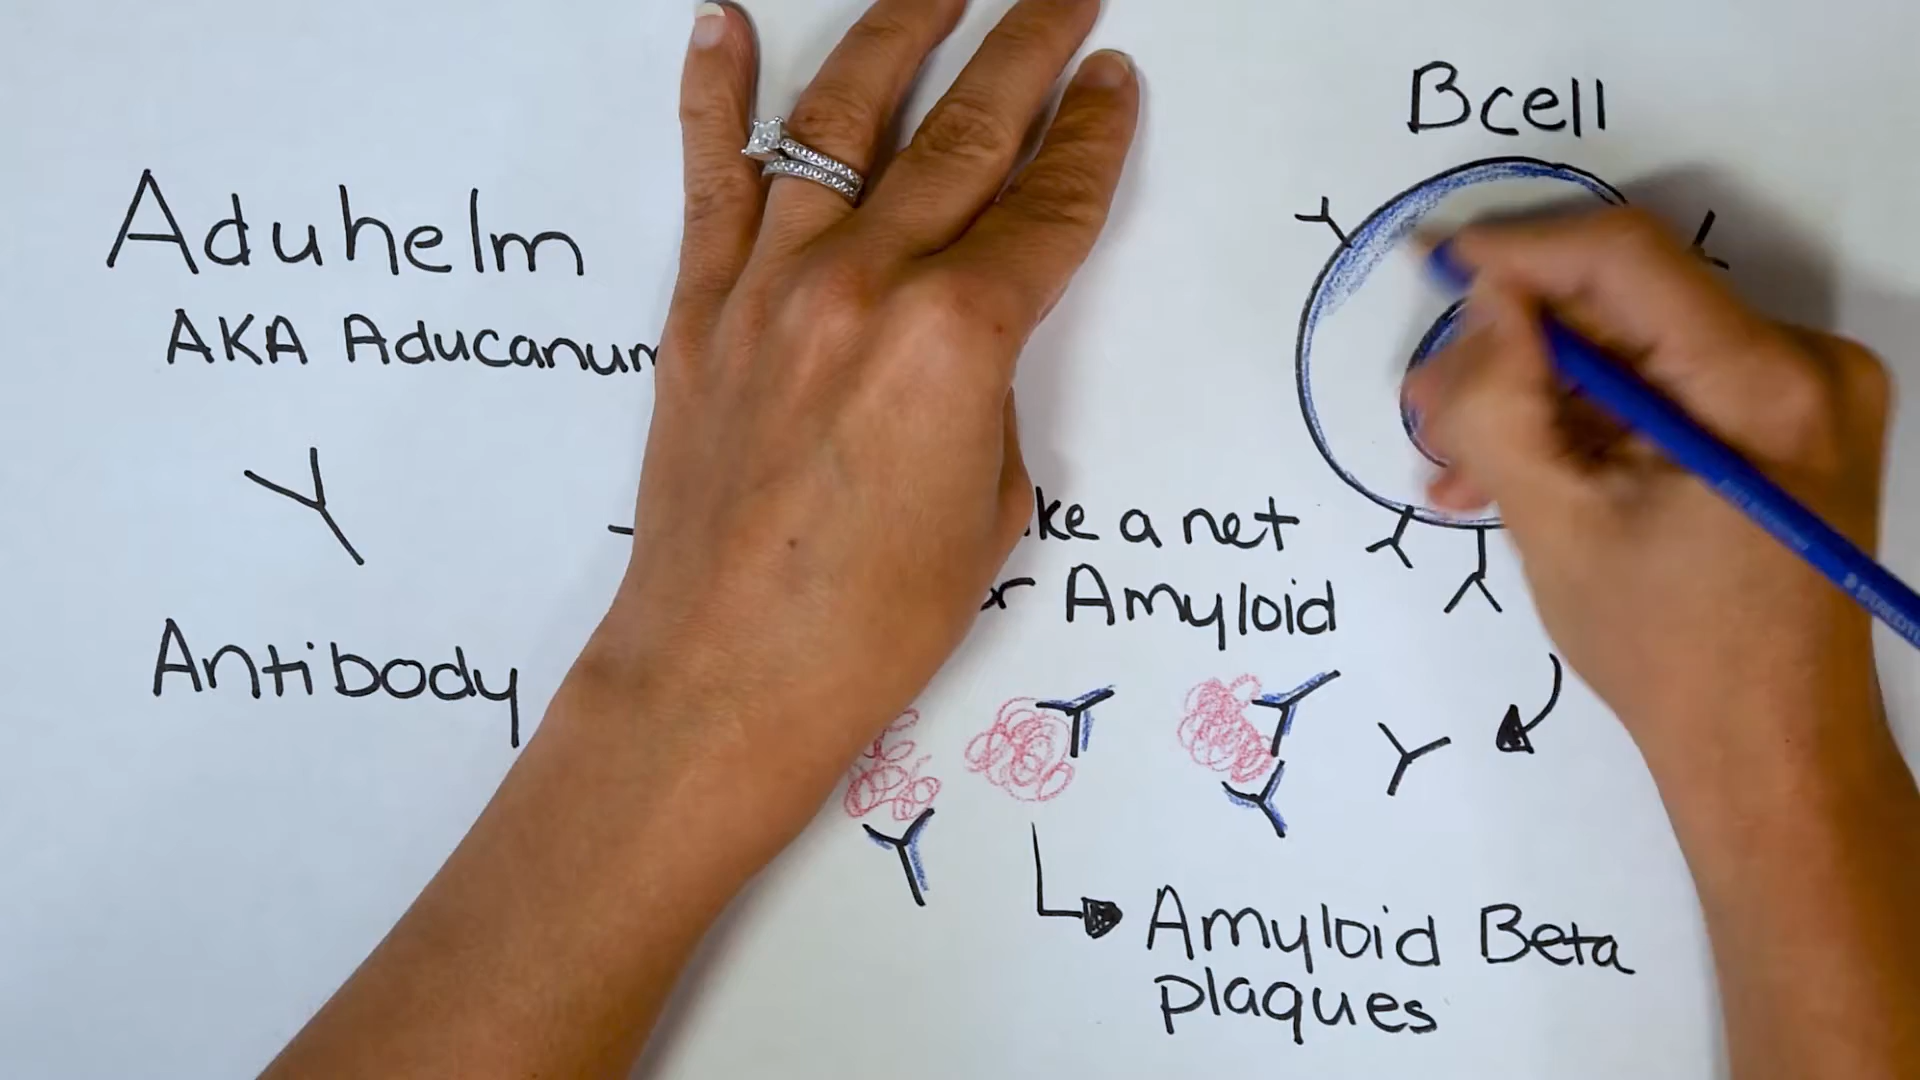 Bcell
Aduhelm
AKA Aducanum
ke a net
r Amyloid
Antibody
Amyloid Beta
plaques